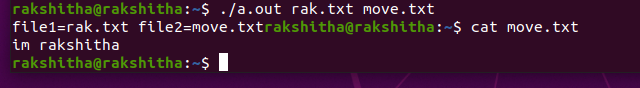 rakshitha@rakshitha:~$ ./a.out rak.txt move.txt
file1=rak.txt file2=move.txtrakshitha@rakshitha:~$ cat move.txt
im rakshitha
rakshitha@rakshitha:~$